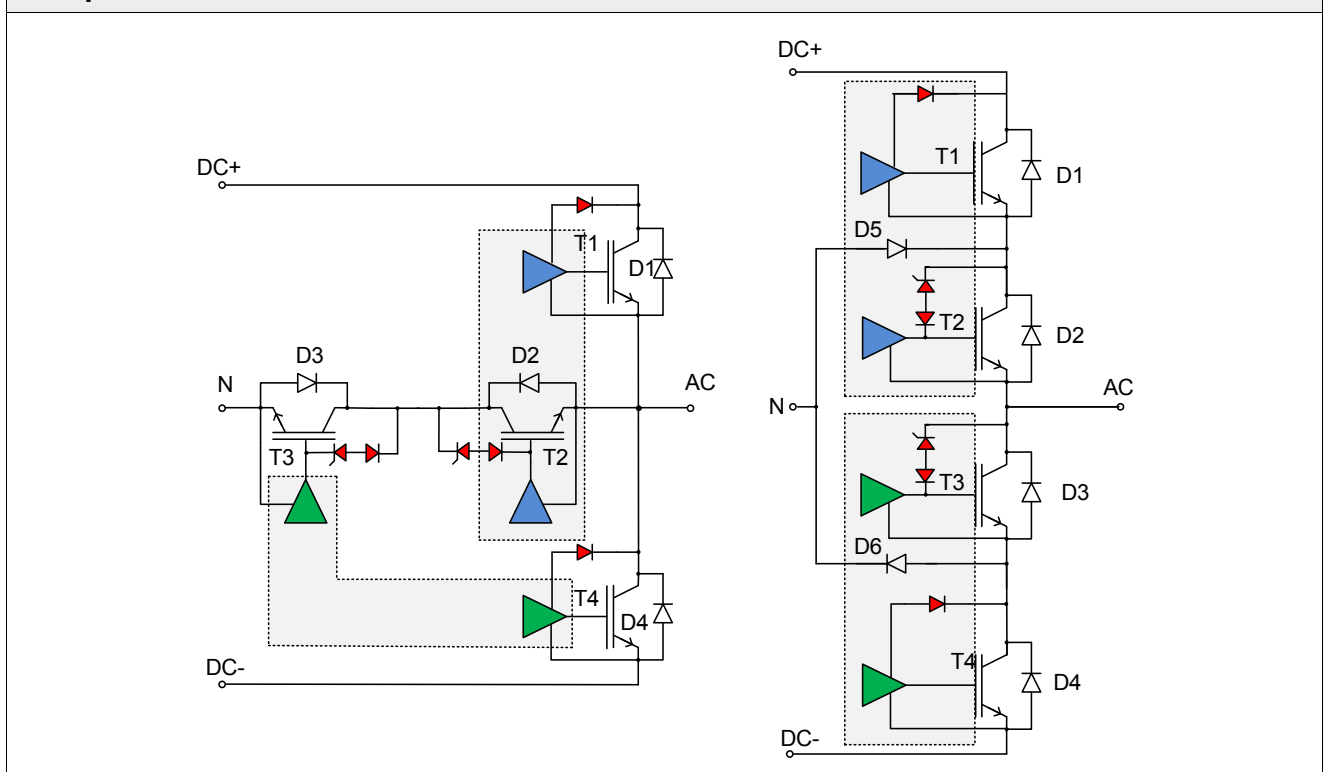 DC+
T1
D1
D3
D2
N
AC
T3
T2
T4
D4
DC-
DC+
T1
D1
D5
T2
D2
N
AC
T3
D3
D6
T4
D4
DC-